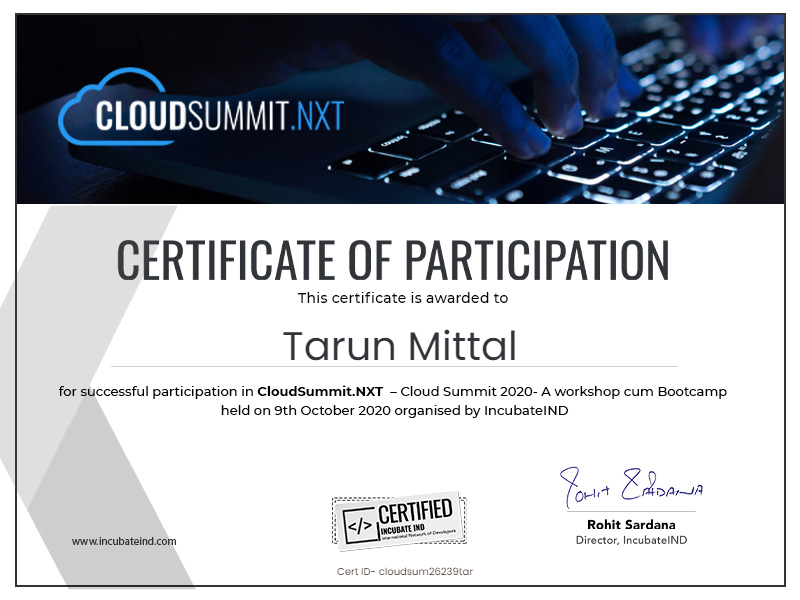 CLOUDSUMMIT.NXT
CERTIFICATE OF PARTICIPATION
This certificate is awarded to
Tarun Mittal
for successful participation in CloudSummit.NXT – Cloud Summit 2020- A workshop cum Bootcamp
held on 9th October 2020 organised by IncubateIND
Rohit Sardana
</> CERTIFIED
INCUBATE IND
International Network of Developers
Rohit Sardana
Director, IncubateIND
www.incubateind.com
Cert ID- cloudsum26239tar